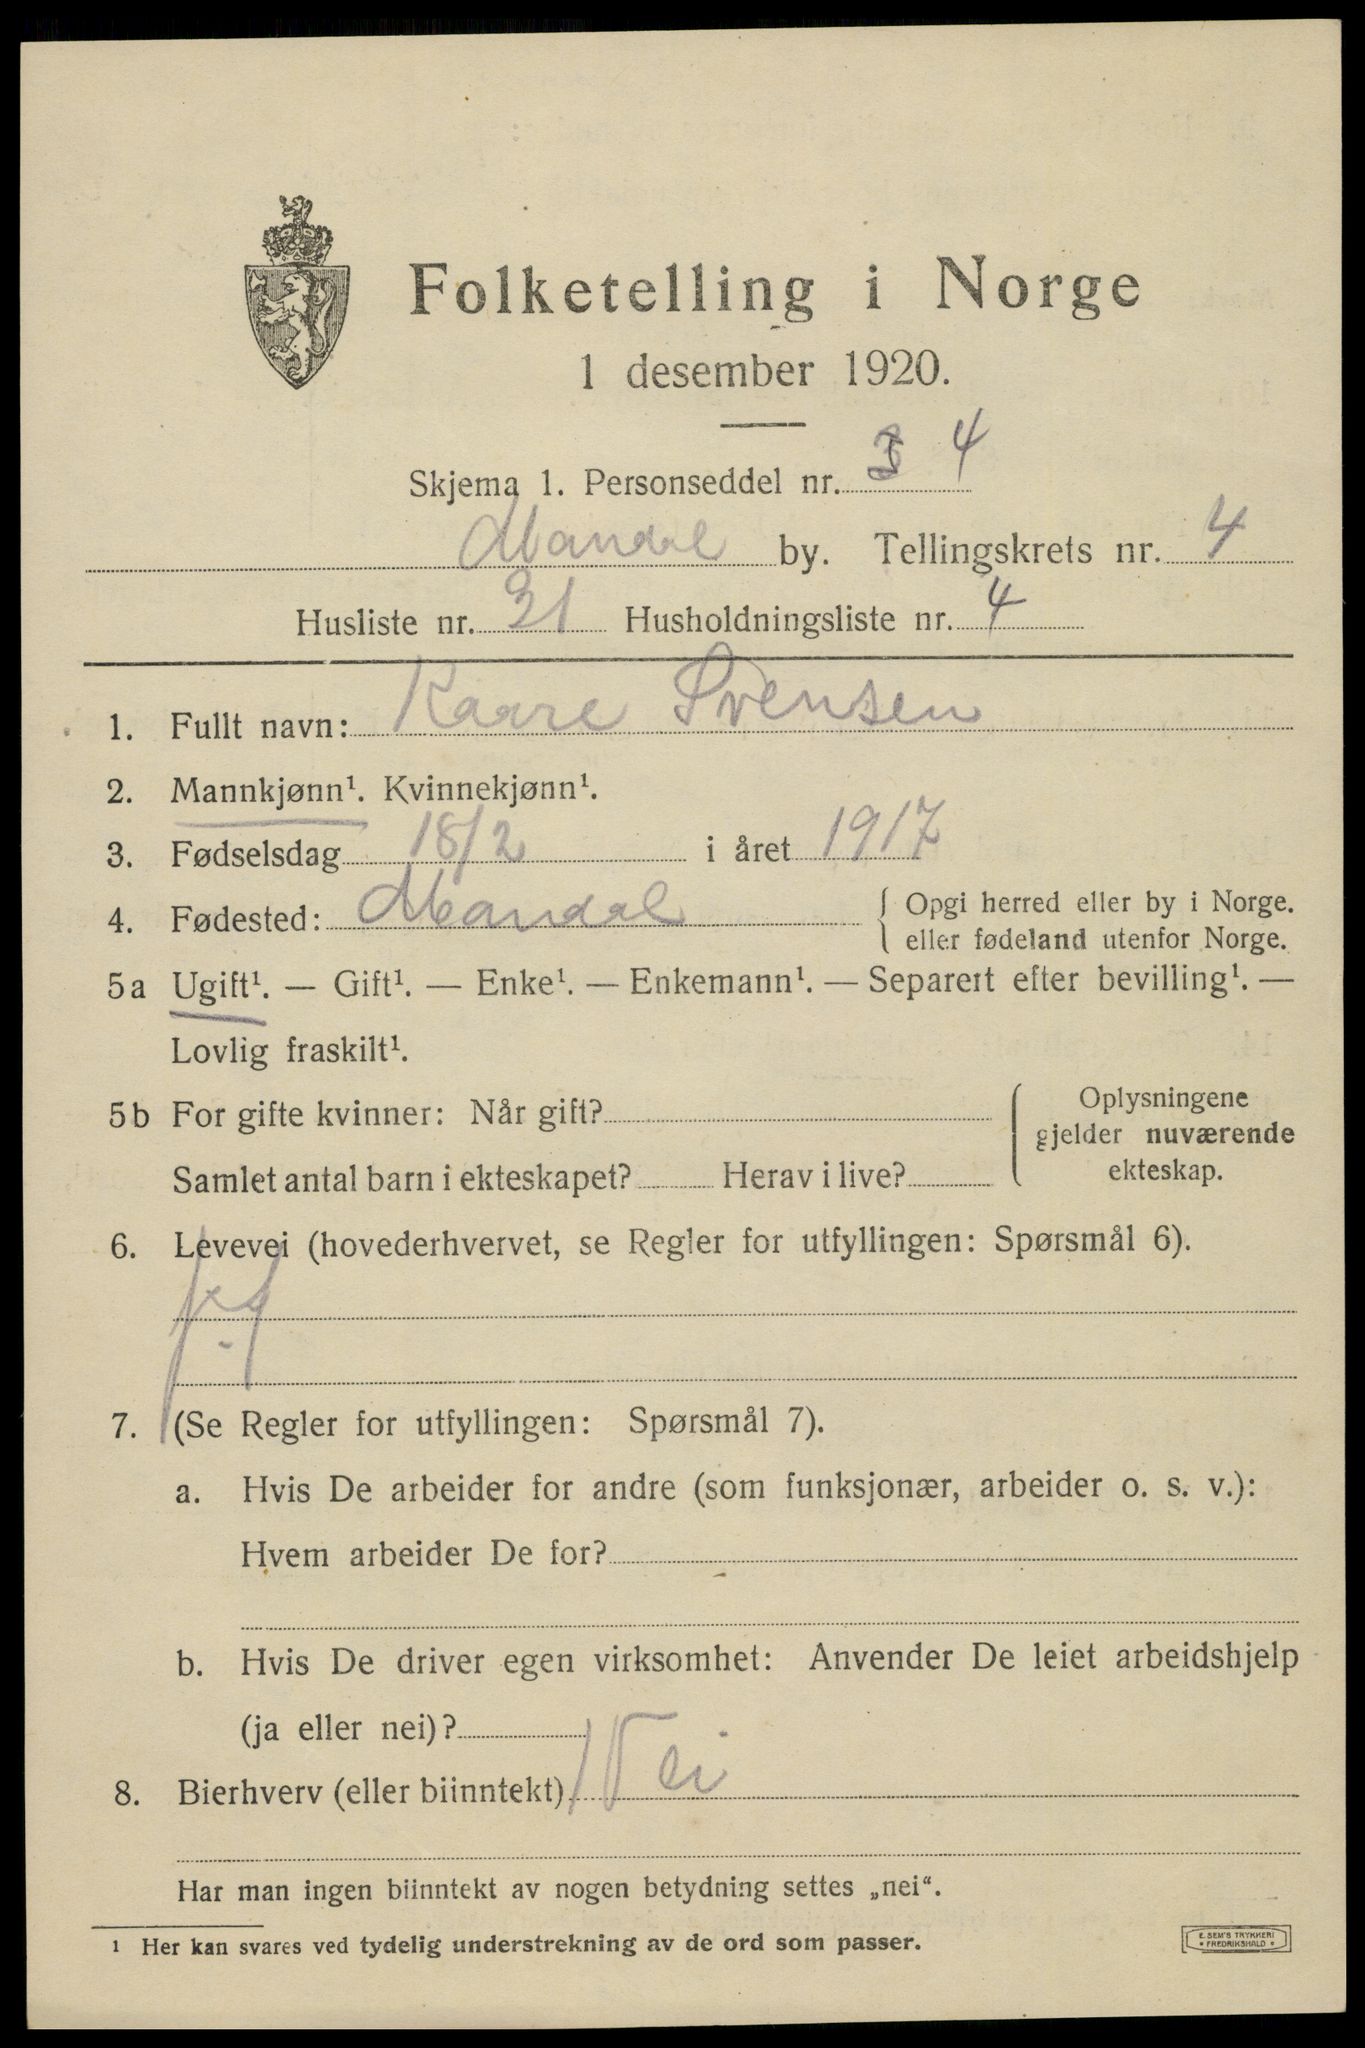 Folketelling i Norge
1 desember 1920.
Skjema 1. Personseddel nr. 4
Mandal by. Tellingskrets nr. 4
Husliste nr. 31 Husholdningsliste nr. 4
1. Fullt navn: Kaare Svensen
2. Mannkjønn¹. Kvinnekjønn¹.
3. Fødselsdag 18/2 i året 1917
4. Fødested: Mandal { Opgi herred eller by i Norge.
eller fødeland utenfor Norge.
5a Ugift¹. — Gift¹. — Enke¹. — Enkemann¹. — Separert efter bevilling¹. —
Lovlig fraskilt¹.
5b For gifte kvinner: Når gift? { Oplysningene
gjelder nuværende
Samlet antal barn i ekteskapet? Herav i live? ekteskap.
6. Levevei (hovederhvervet, se Regler for utfyllingen: Spørsmål 6).
7. (Se Regler for utfyllingen: Spørsmål 7).
a. Hvis De arbeider for andre (som funksjonær, arbeider o. s. v.):
Hvem arbeider De for?
b. Hvis De driver egen virksomhet: Anvender De leiet arbeidshjelp
(ja eller nei)?
8. Bierhverv (eller biinntekt) Nei
Har man ingen biinntekt av nogen betydning settes „nei“.
¹ Her kan svares ved tydelig understrekning av de ord som passer.
E. SEM'S TRYKKERI
• FREDRIKSHALD •